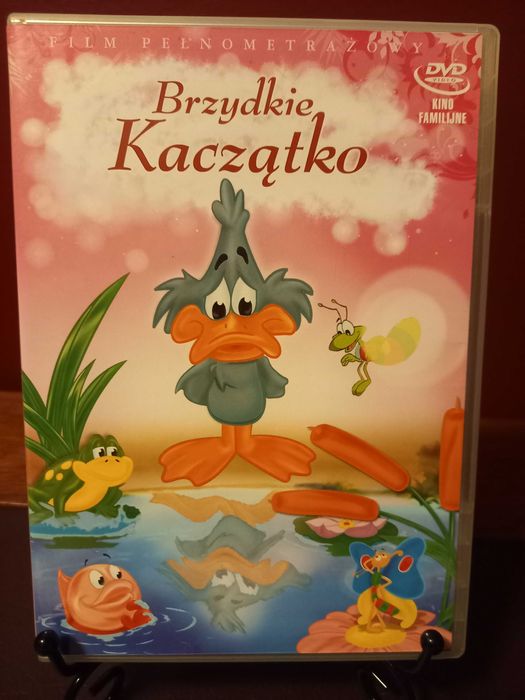 FILM PEŁNOMETRAŻOWY
DVD
VIDEO
KINO
FAMILIJNE
Brzydkie
Kaczątko